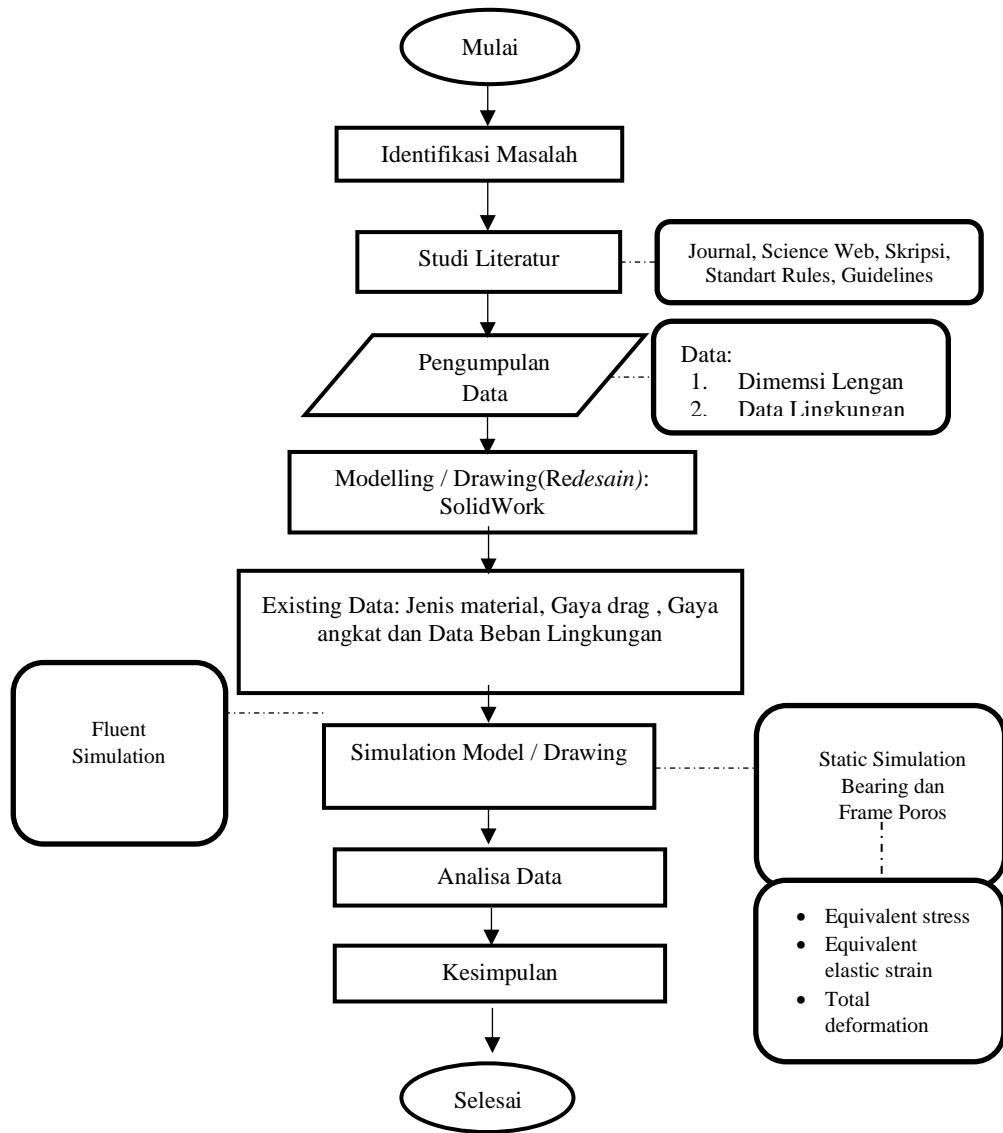 Mulai
Identifikasi Masalah
Studi Literatur
Journal, Science Web, Skripsi,
Standart Rules, Guidelines
Pengumpulan
Data
Data:
1. Dimemsi Lengan
2. Data Lingkungan
Modelling / Drawing(Redesain):
SolidWork
Existing Data: Jenis material, Gaya drag , Gaya
angkat dan Data Beban Lingkungan
Fluent
Simulation
Simulation Model / Drawing
Static Simulation
Bearing dan
Frame Poros
Analisa Data
• Equivalent stress
• Equivalent
elastic strain
• Total
deformation
Kesimpulan
Selesai